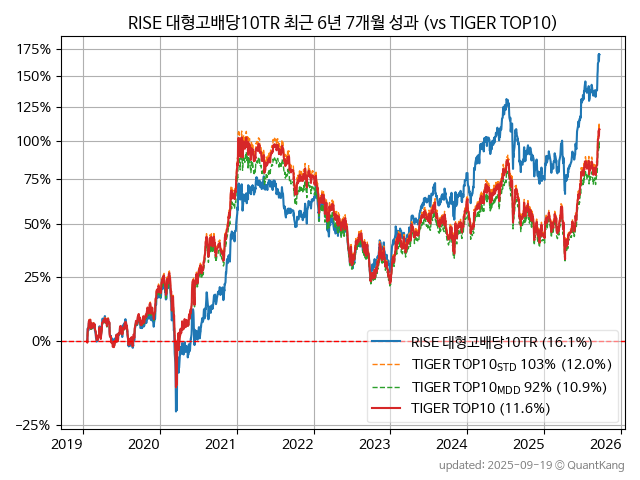 RISE 대형고배당10TR 최근 6년 7개월 성과 (vs TIGER TOP10)
175%
150%
125%
100%
75%
50%
25%
0%
-25%
RISE 대형고배당10TR (16.1%)
TIGER TOP10STD 103% (12.0%)
TIGER TOP10MDD 92% (10.9%)
TIGER TOP10 (11.6%)
2019 2020 2021 2022 2023 2024 2025 2026
updated: 2025-09-19 © QuantKang